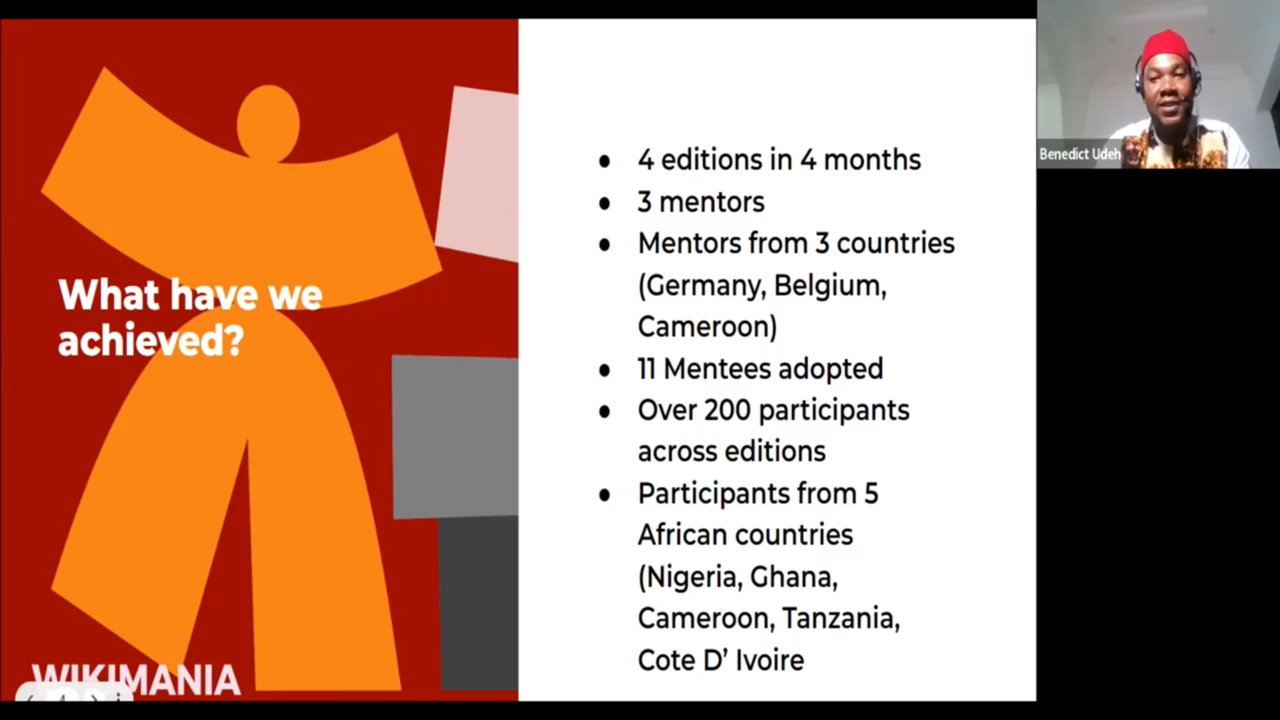 What have we
achieved?
WIKIMANIA
4
● 4 editions in 4 months
● 3 mentors
● Mentors from 3 countries
(Germany, Belgium,
Cameroon)
● 11 Mentees adopted
● Over 200 participants
across editions
● Participants from 5
African countries
(Nigeria, Ghana,
Cameroon, Tanzania,
Cote D’ Ivoire
Benedict Udeh